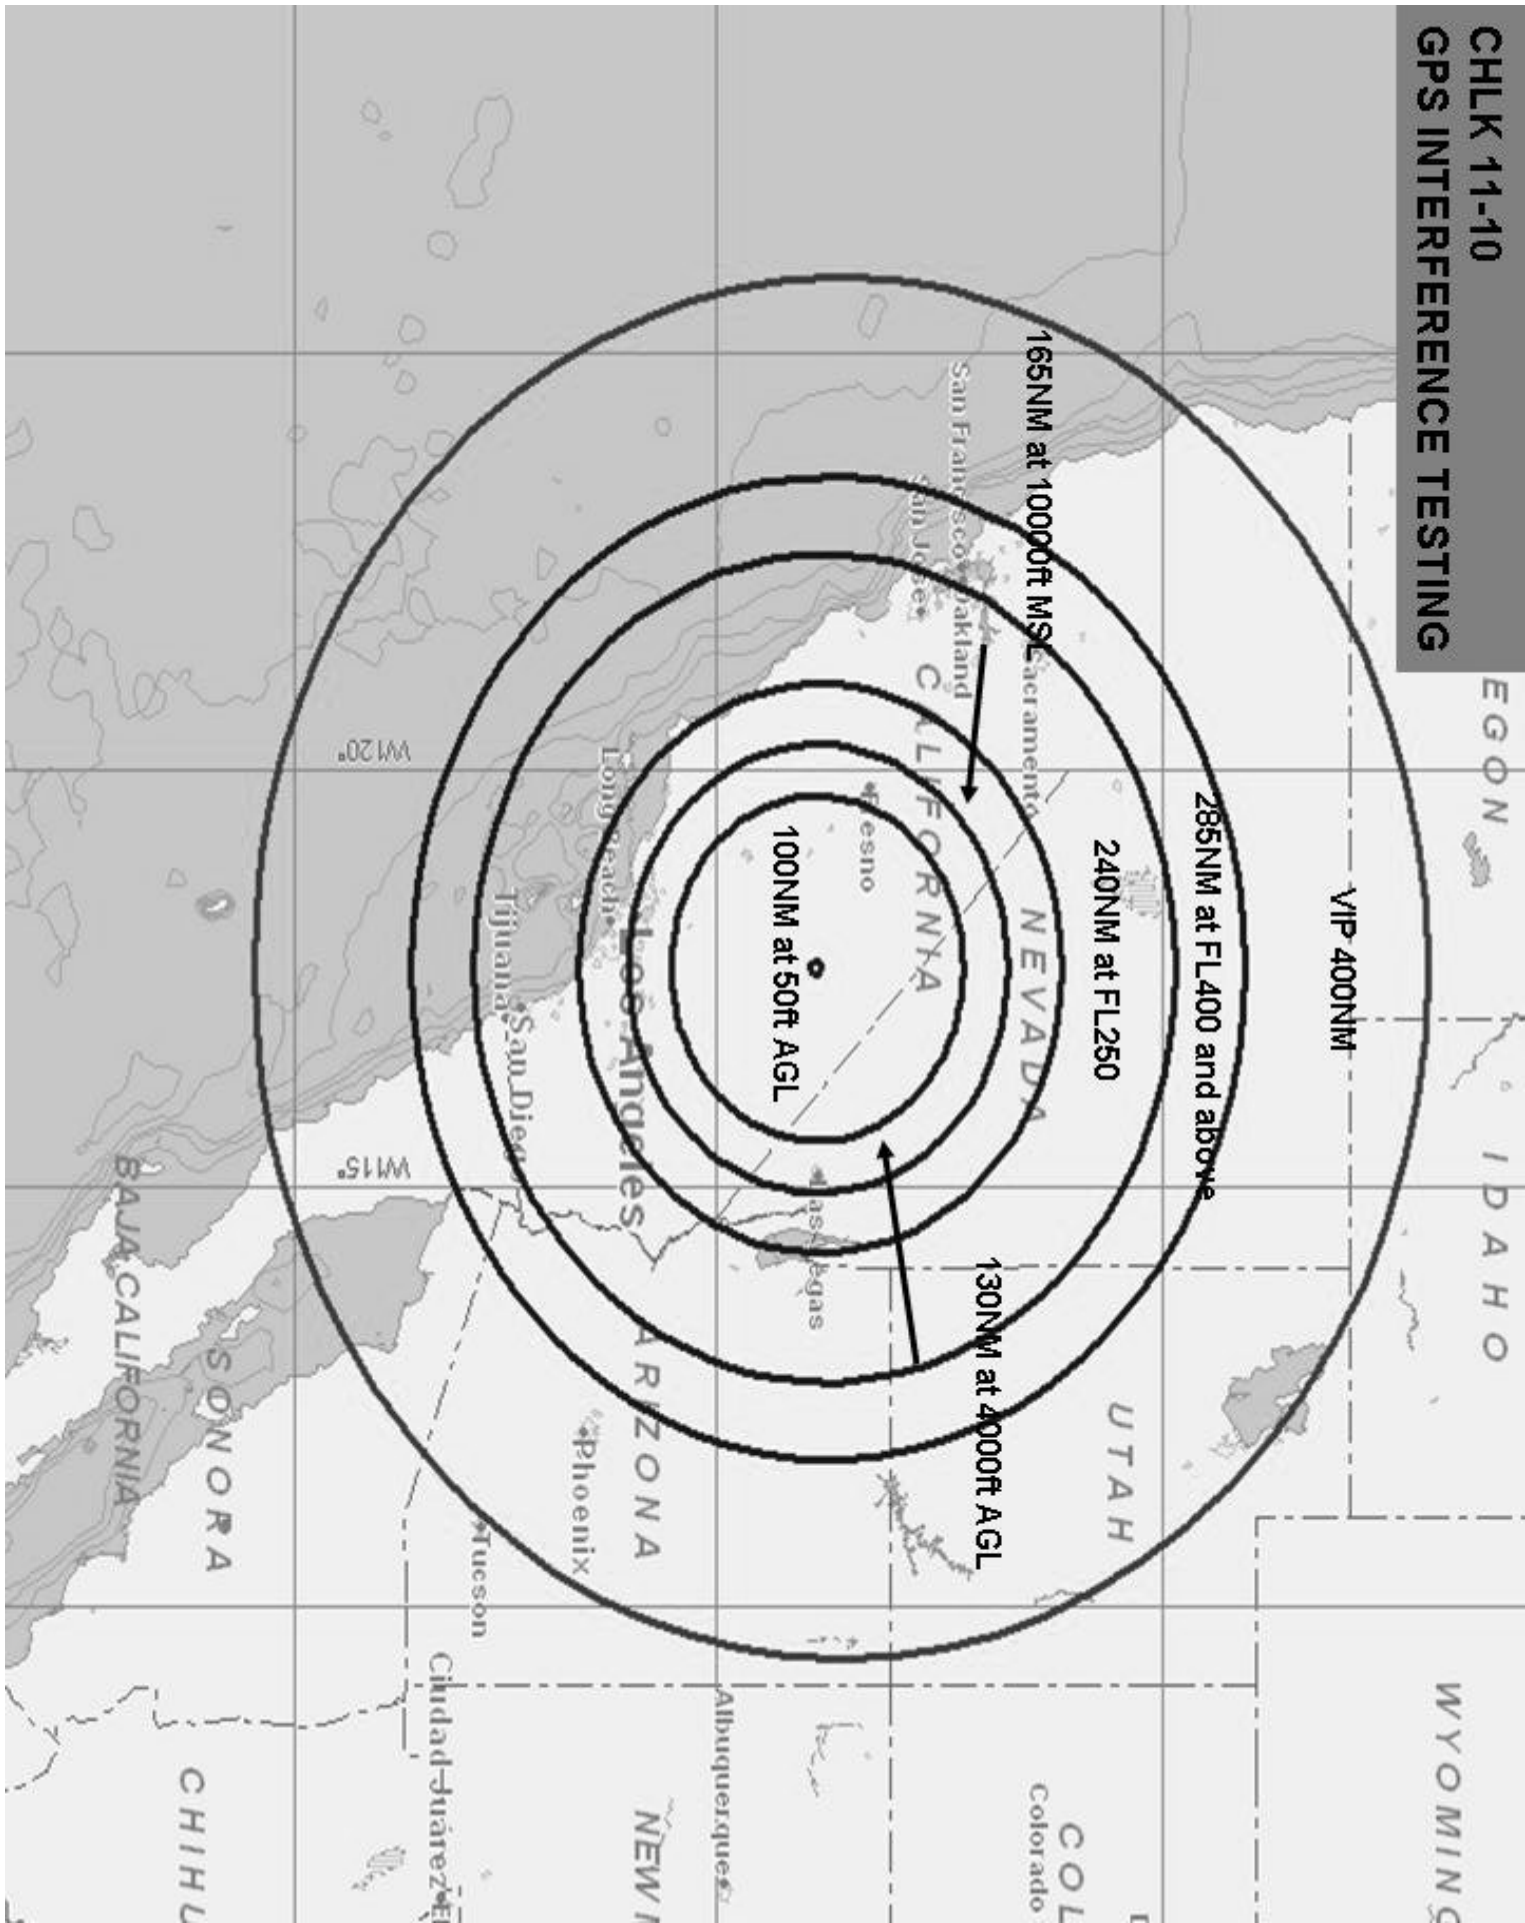 CHLK 11-10
GPS INTERFERENCE TESTING
EGON
IDAHO
WYOMING
VIP 400NM
285NM at FL400 and above
240NM at FL250
165NM at 10000ft MSL
130NM at 4000ft AGL
100NM at 50ft AGL
Sacramento
San Francisco
Oakland
San Jose
CALIFORNIA
NEVADA
UTAH
COL
Colorado
D
Fresno
Las Vegas
Los Angeles
Long Beach
ARIZONA
Albuquerque
NEW
Phoenix
San Diego
Tijuana
Tucson
W120°
W115°
Ciudad Juárez
El
SONORA
CHIHU
BAJA CALIFORNIA